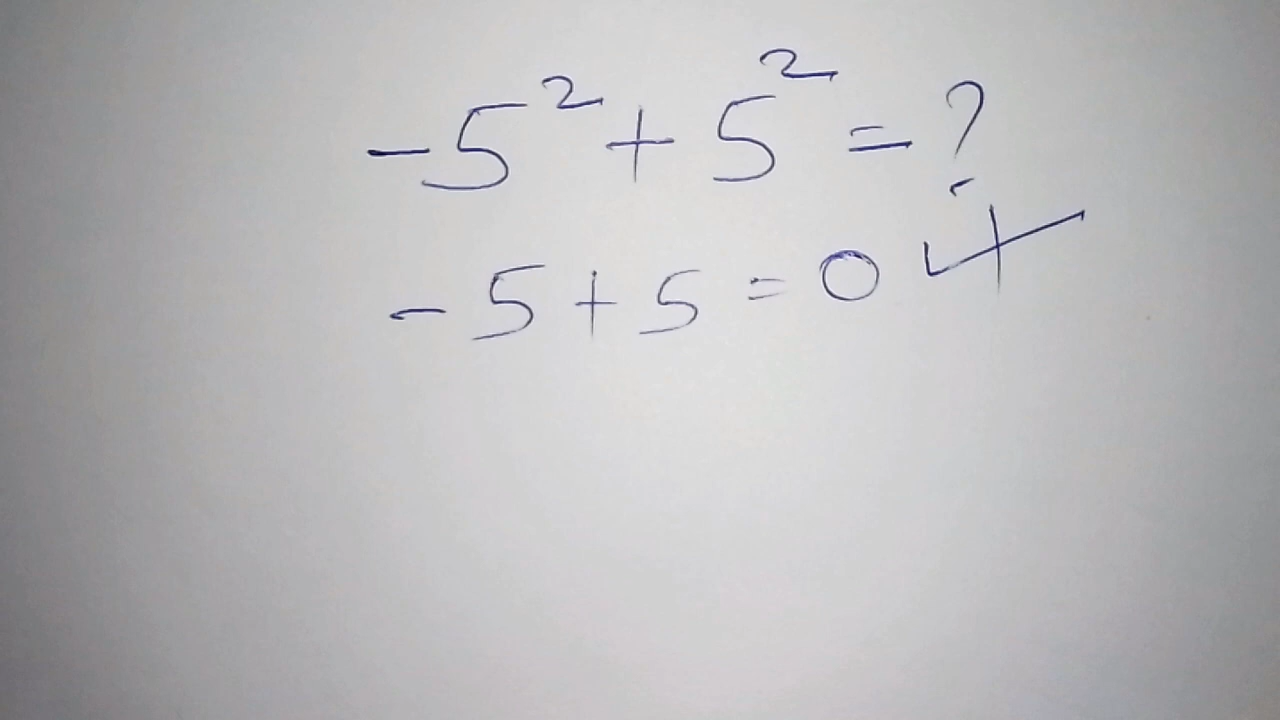 -5² + 5² = ?
-5 + 5 = 0